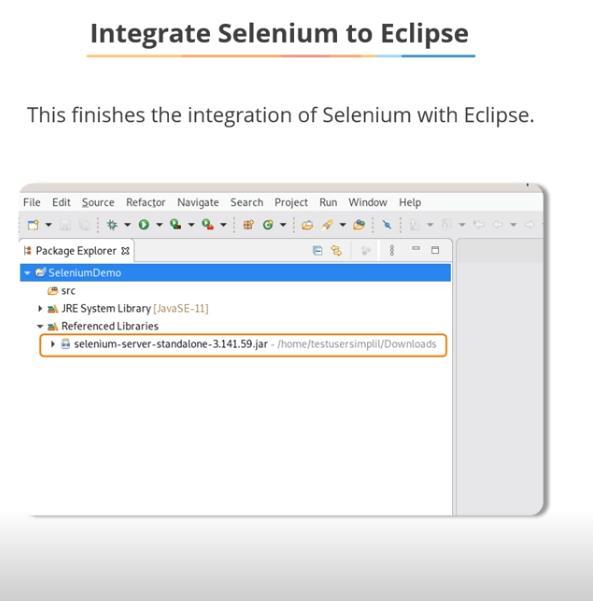 Integrate Selenium to Eclipse
This finishes the integration of Selenium with Eclipse.
File Edit Source Refactor Navigate Search Project Run Window Help
Package Explorer
SeleniumDemo
src
JRE System Library [JavaSE-11]
Referenced Libraries
selenium-server-standalone-3.141.59.jar - /home/testusersimplil/Downloads